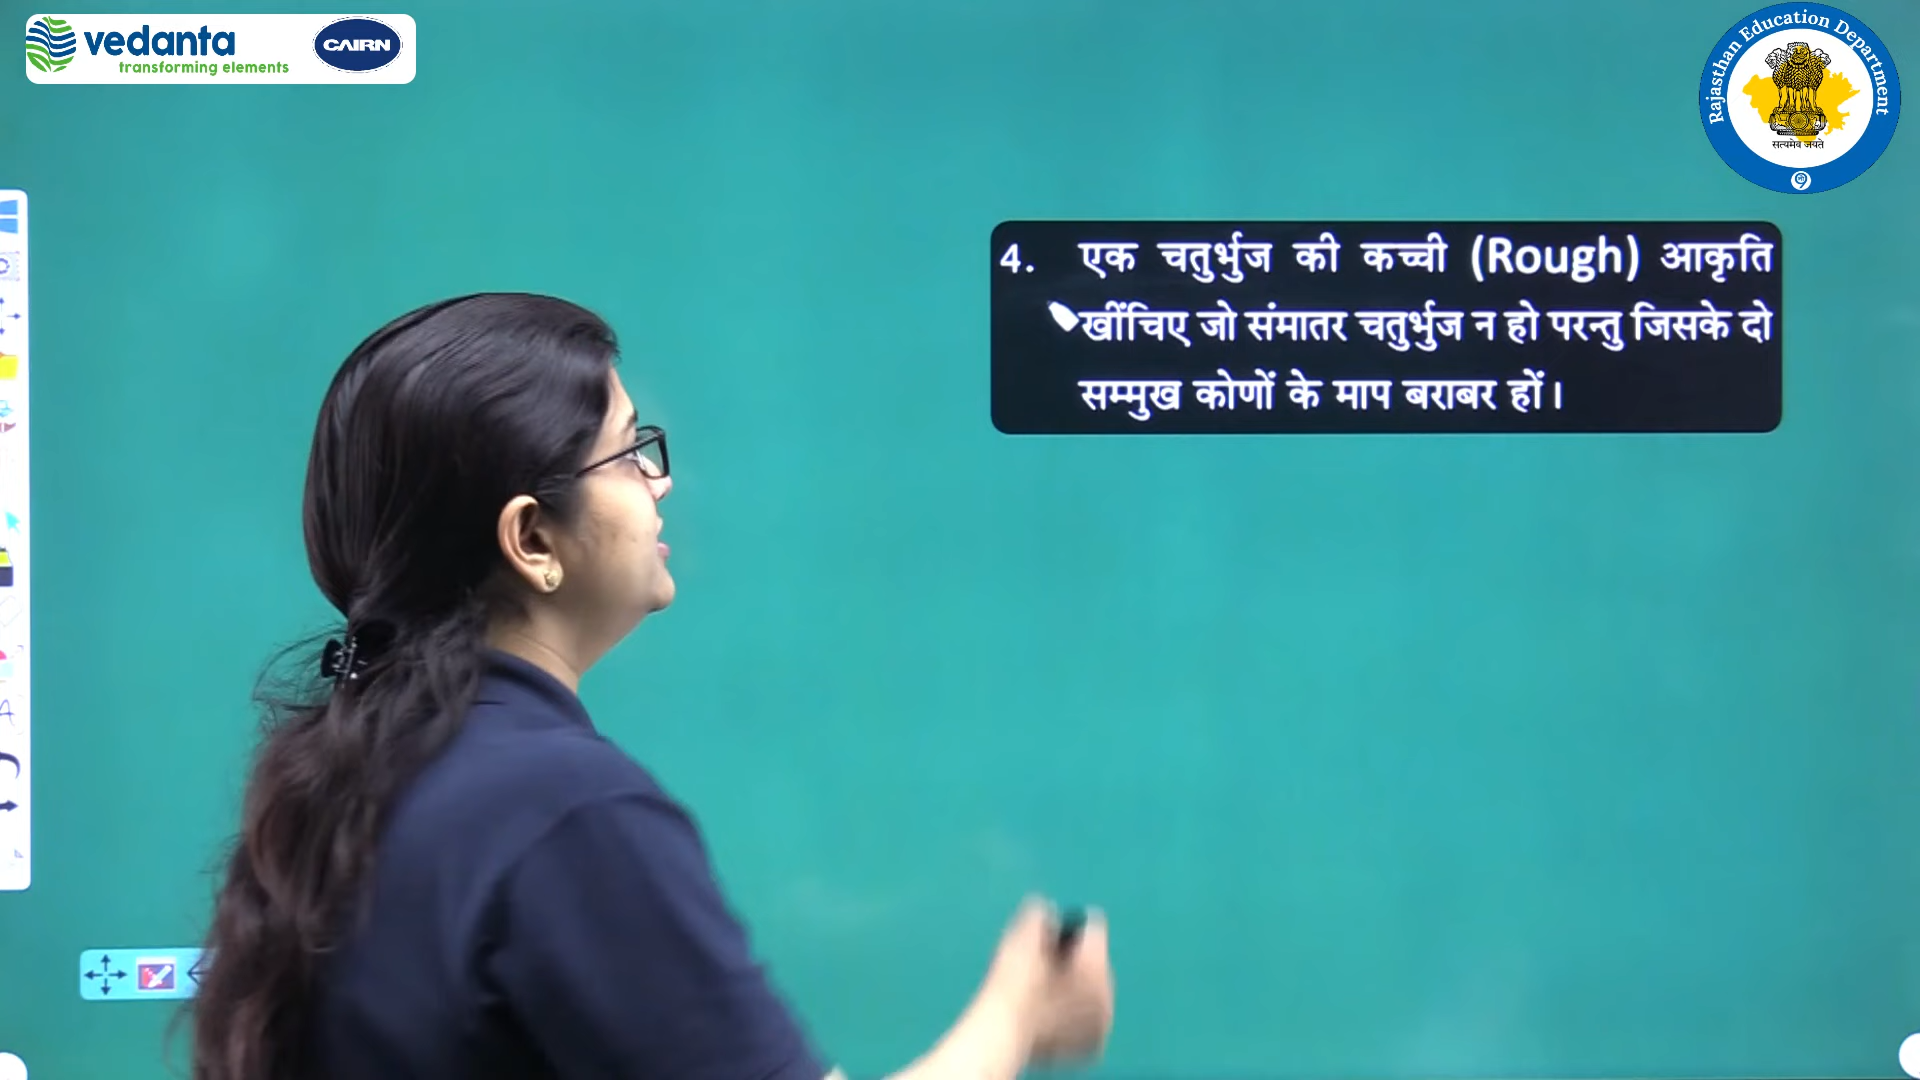 vedanta
transforming elements
CAIRN
Rajasthan Education Department
सत्यमेव जयते
4. एक चतुर्भुज की कच्ची (Rough) आकृति
खींचिए जो संमातर चतुर्भुज न हो परन्तु जिसके दो
सम्मुख कोणों के माप बराबर हों।